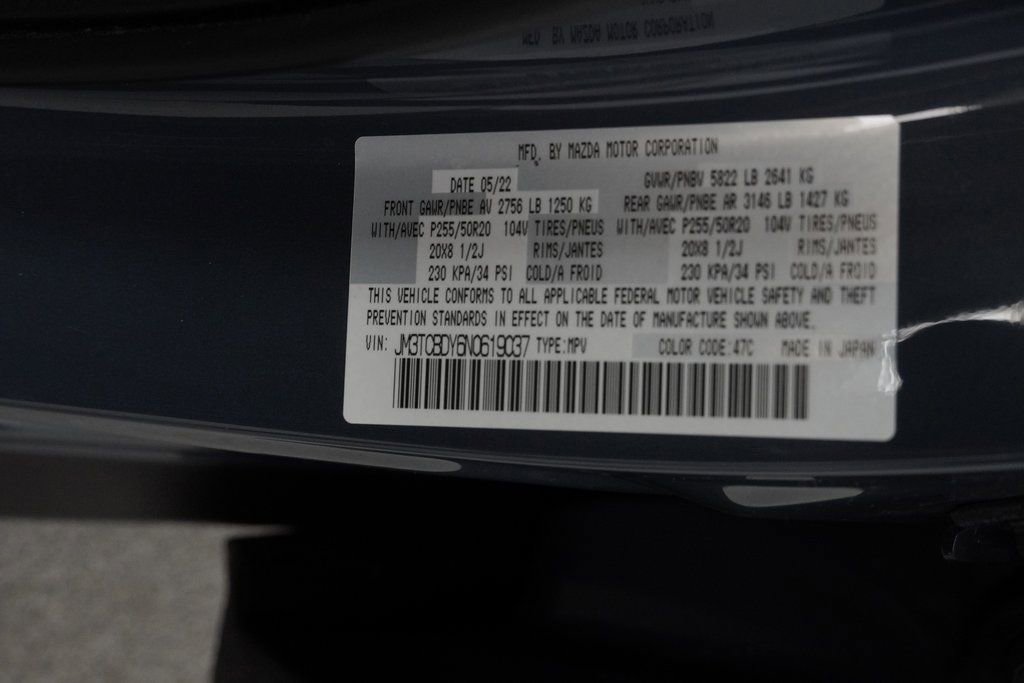 MFD. BY MAZDA MOTOR CORPORATION
DATE 05/22 GVWR/PNBV 5822 LB 2641 KG
FRONT GAWR/PNBE AV 2756 LB 1250 KG REAR GAWR/PNBE AR 3146 LB 1427 KG
WITH/AVEC P255/50R20 104V TIRES/PNEUS WITH/AVEC P255/50R20 104V TIRES/PNEUS
20X8 1/2J RIMS/JANTES 20X8 1/2J RIMS/JANTES
230 KPA/34 PSI COLD/A FROID 230 KPA/34 PSI COLD/A FROID
THIS VEHICLE CONFORMS TO ALL APPLICABLE FEDERAL MOTOR VEHICLE SAFETY AND THEFT
PREVENTION STANDARDS IN EFFECT ON THE DATE OF MANUFACTURE SHOWN ABOVE.
VIN: JM3TCBDY6N0619037 TYPE:MPV COLOR CODE:47C MADE IN JAPAN